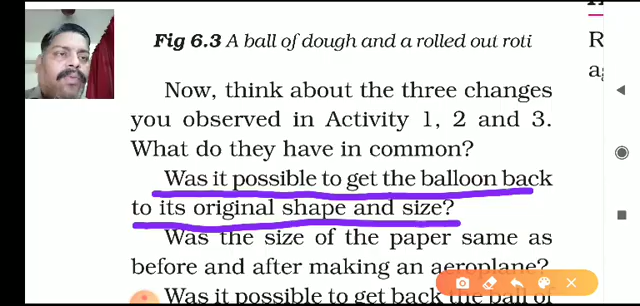 Fig 6.3 A ball of dough and a rolled out roti
Now, think about the three changes
you observed in Activity 1, 2 and 3.
What do they have in common?
Was it possible to get the balloon back
to its original shape and size?
Was the size of the paper same as
before and after making an aeroplane?
Was it possible to get back the ball of
R
ag